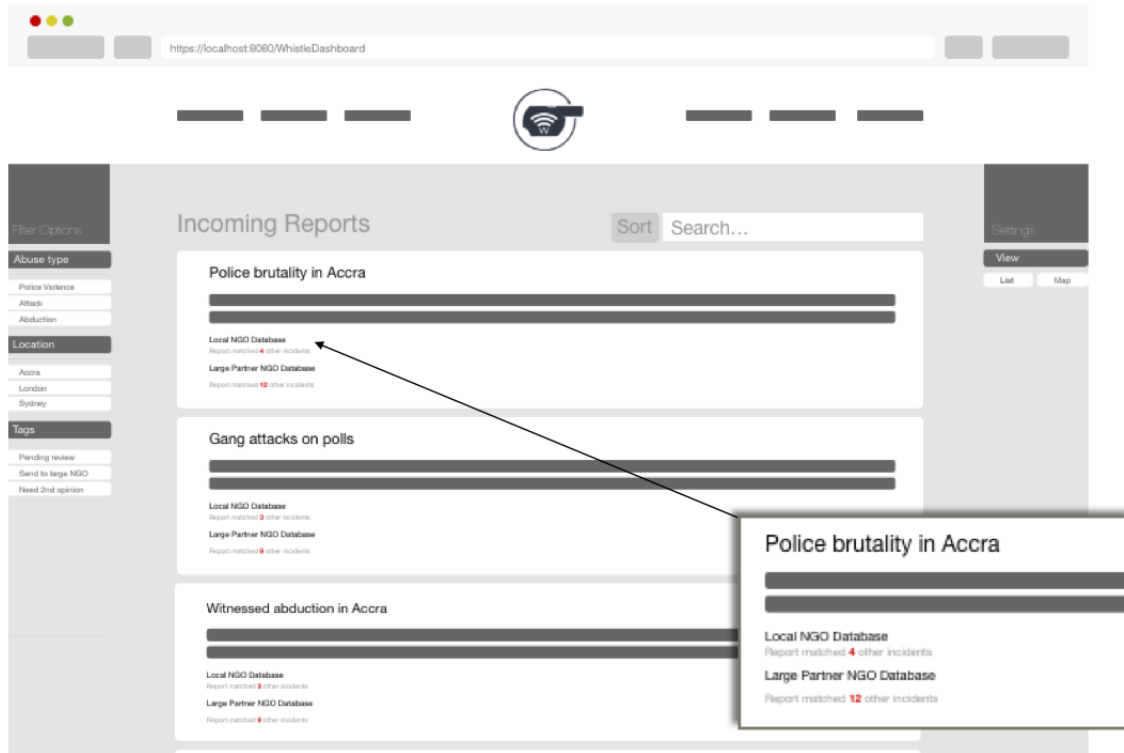 https://localhost:8080/WhistleDashboard
W
Filter Options
Abuse type
Police Violence
Attack
Abduction
Location
Accra
London
Sydney
Tags
Pending review
Send to large NGO
Need 2nd opinion
Incoming Reports
Sort
Search...
Police brutality in Accra
Local NGO Database
Report matched 4 other incidents
Large Partner NGO Database
Report matched 12 other incidents
Gang attacks on polls
Local NGO Database
Report matched 3 other incidents
Large Partner NGO Database
Report matched 9 other incidents
Witnessed abduction in Accra
Local NGO Database
Report matched 3 other incidents
Large Partner NGO Database
Report matched 9 other incidents
Settings
View
List
Map
Police brutality in Accra
Local NGO Database
Report matched 4 other incidents
Large Partner NGO Database
Report matched 12 other incidents